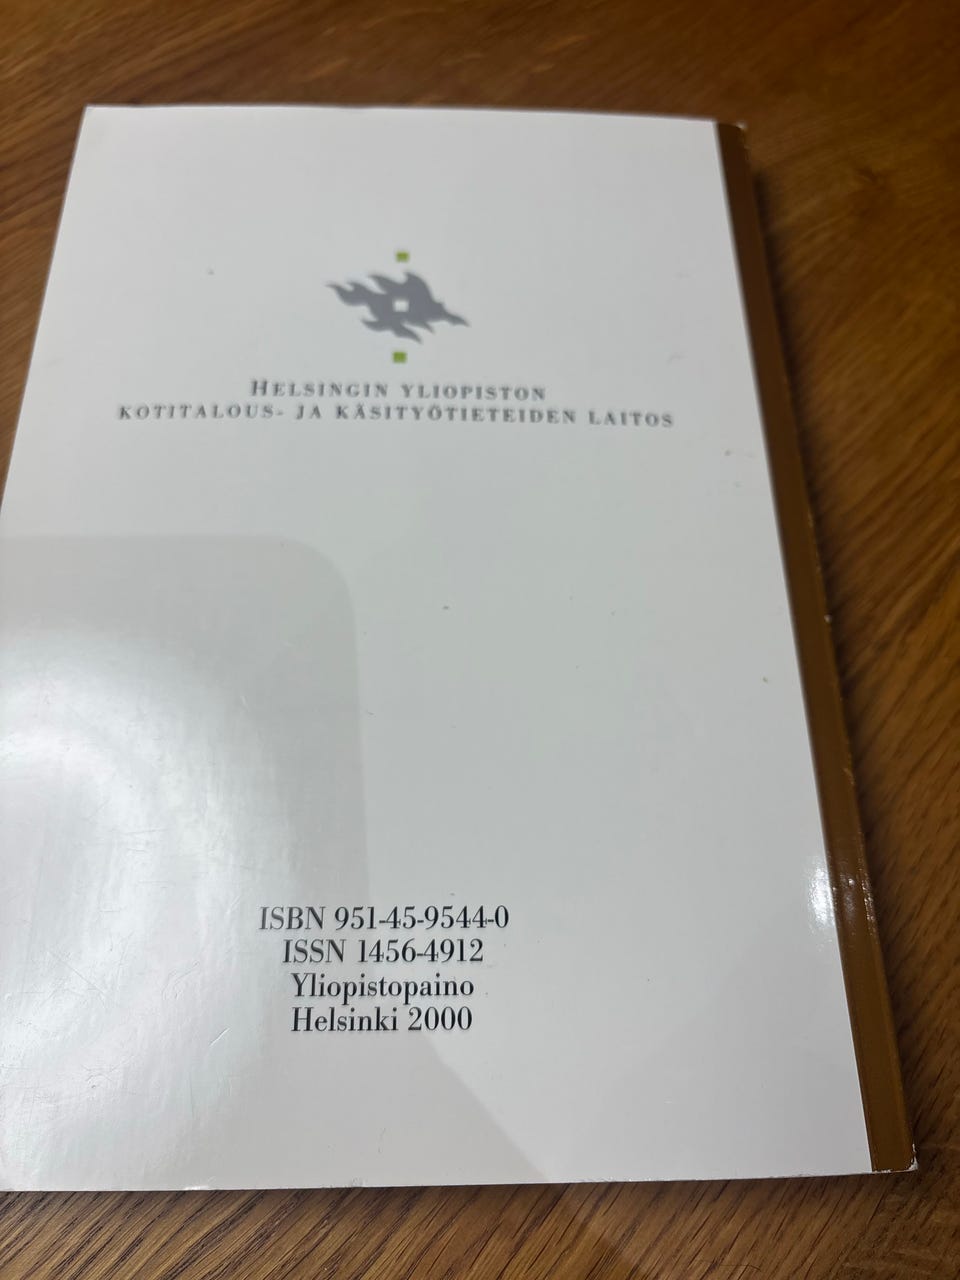 HELSINGIN YLIOPISTON
KOTITALOUS- JA KÄSITYÖTIETEIDEN LAITOS
ISBN 951-45-9544-0
ISSN 1456-4912
Yliopistopaino
Helsinki 2000